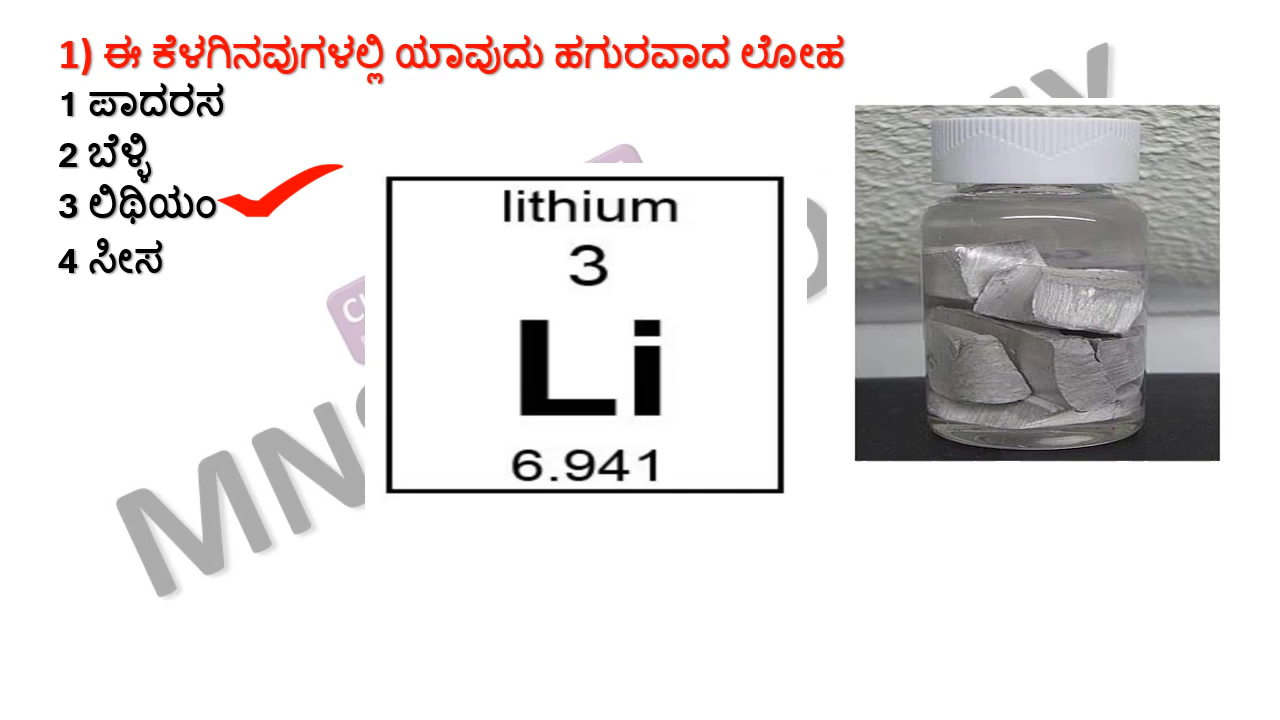 1) ಈ ಕೆಳಗಿನವುಗಳಲ್ಲಿ ಯಾವುದು ಹಗುರವಾದ ಲೋಹ
1 ಪಾದರಸ
2 ಬೆಳ್ಳಿ
3 ಲಿಥಿಯಂ
4 ಸೀಸ
lithium
3
Li
6.941